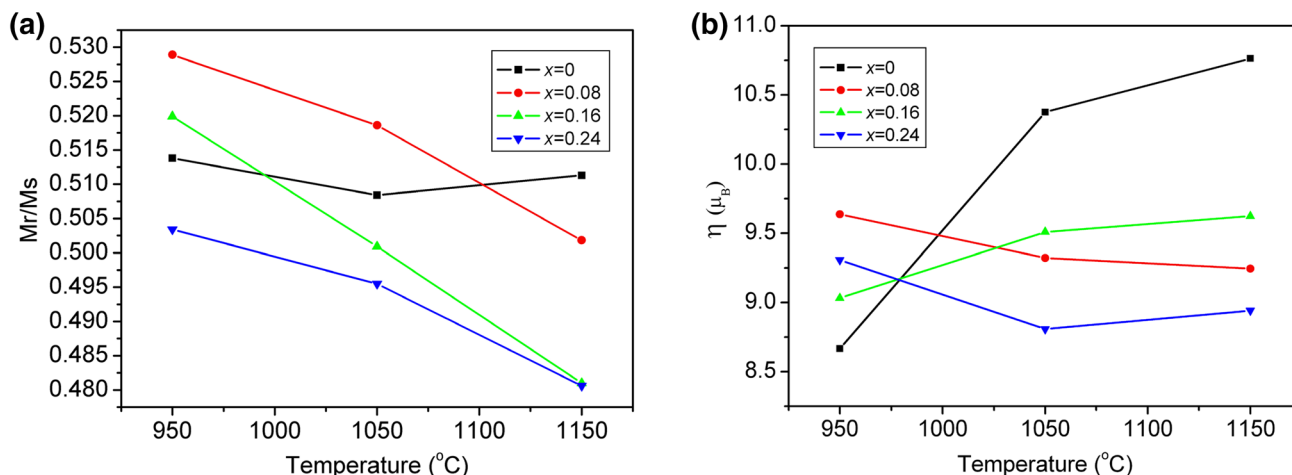 (a)
0.530
0.525
0.520
0.515
0.510
0.505
0.500
0.495
0.490
0.485
0.480
Mr/Ms
x=0
x=0.08
x=0.16
x=0.24
950 1000 1050 1100 1150
Temperature (°C)
(b)
11.0
10.5
10.0
9.5
9.0
8.5
η (μB)
x=0
x=0.08
x=0.16
x=0.24
950 1000 1050 1100 1150
Temperature (°C)